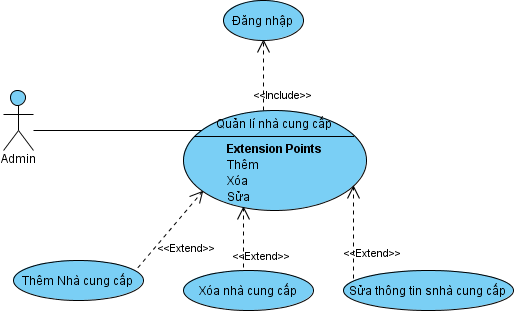 Đăng nhập
<<Include>>
Quản lí nhà cung cấp
Extension Points
Thêm
Xóa
Sửa
Admin
<<Extend>>
<<Extend>>
<<Extend>>
Thêm Nhà cung cấp
Xóa nhà cung cấp
Sửa thông tin snhà cung cấp